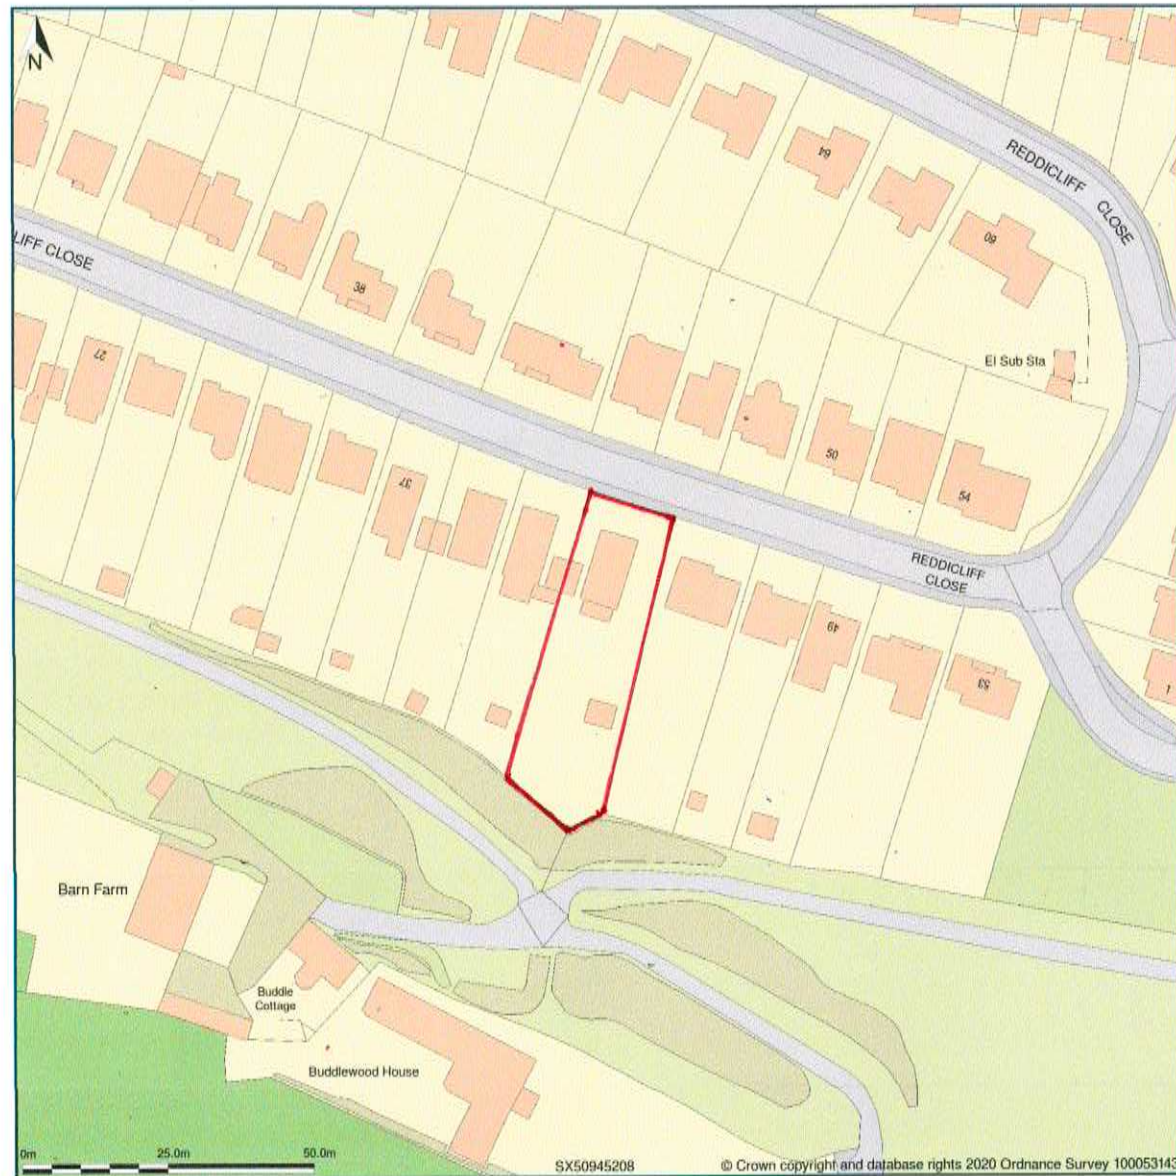 N
REDDICLIFF
CLOSE
64
60
LIFF CLOSE
38
27
El Sub Sta
50
54
37
REDDICLIFF
CLOSE
49
53
1
Barn Farm
Buddle
Cottage
Buddlewood House
0m 25.0m 50.0m
SX50945208
© Crown copyright and database rights 2020 Ordnance Survey 10005314